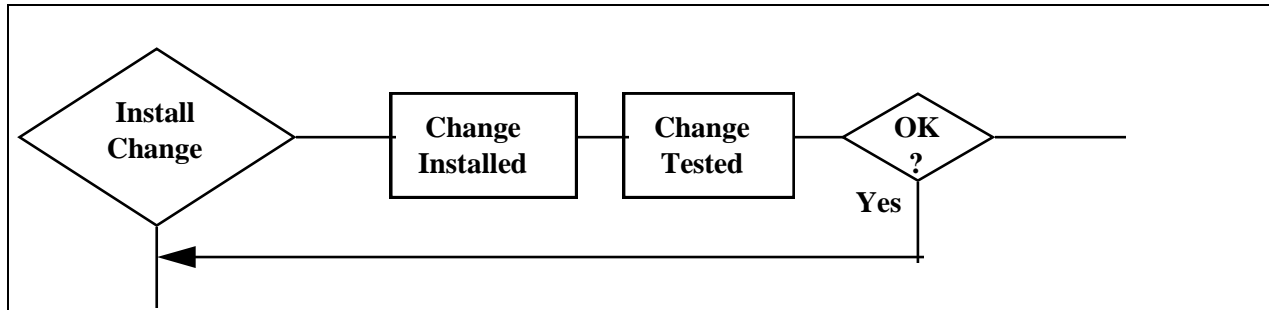 Install
Change
Change
Installed
Change
Tested
OK
?
Yes